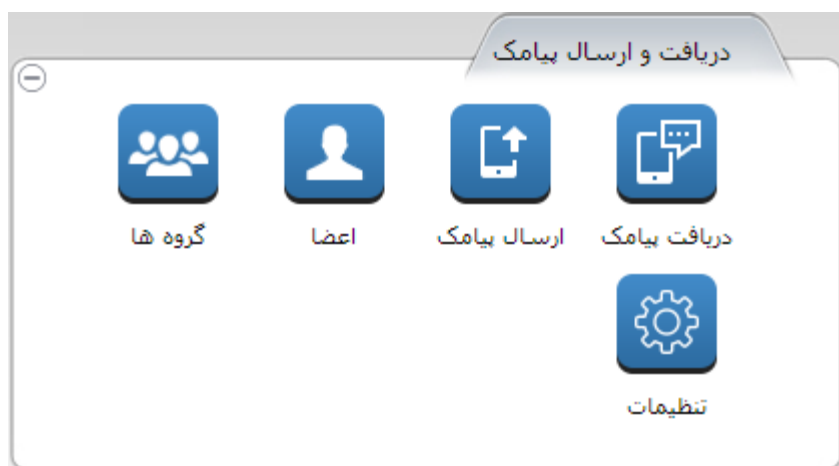 دریافت و ارسال پیامک
دریافت پیامک
ارسال پیامک
اعضا
گروه ها
تنظیمات